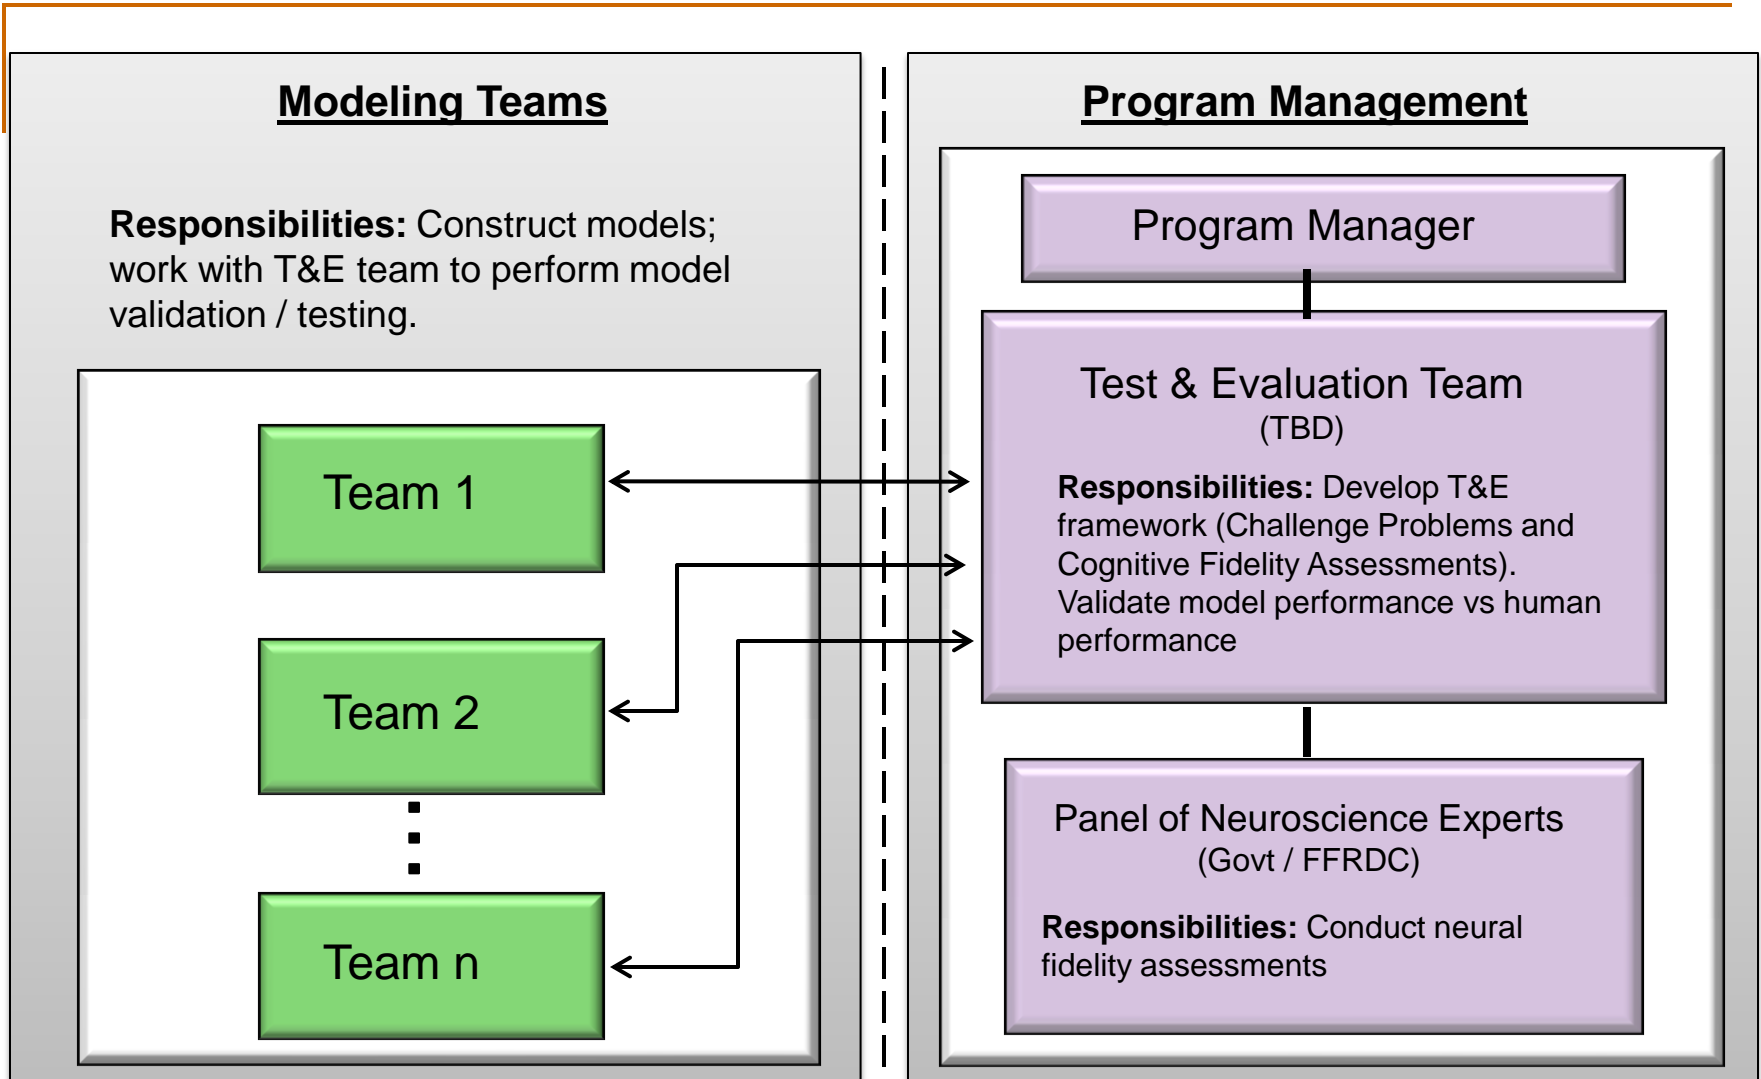 Modeling Teams
Responsibilities: Construct models;
work with T&E team to perform model
validation / testing.
Team 1
Team 2
Team n
Program Management
Program Manager
Test & Evaluation Team
(TBD)
Responsibilities: Develop T&E
framework (Challenge Problems and
Cognitive Fidelity Assessments).
Validate model performance vs human
performance
Panel of Neuroscience Experts
(Govt / FFRDC)
Responsibilities: Conduct neural
fidelity assessments